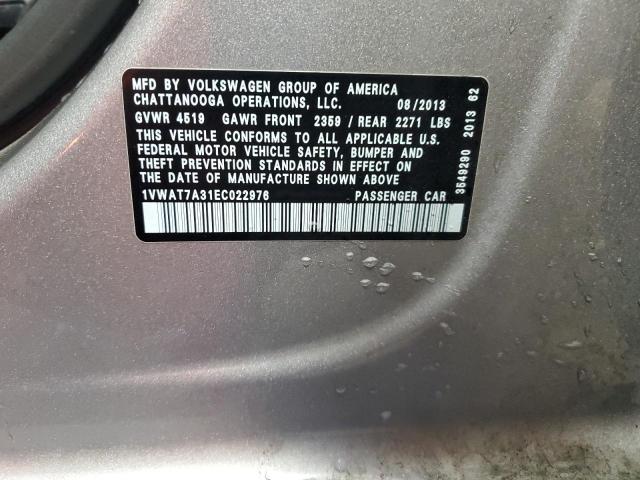 MFD BY VOLKSWAGEN GROUP OF AMERICA
CHATTANOOGA OPERATIONS, LLC. 08/2013
GVWR 4519 GAWR FRONT 2359 / REAR 2271 LBS
THIS VEHICLE CONFORMS TO ALL APPLICABLE U.S.
FEDERAL MOTOR VEHICLE SAFETY, BUMPER AND
THEFT PREVENTION STANDARDS IN EFFECT ON
THE DATE OF MANUFACTURE SHOWN ABOVE
1VWAT7A31EC022976 PASSENGER CAR
3549290 2013 62